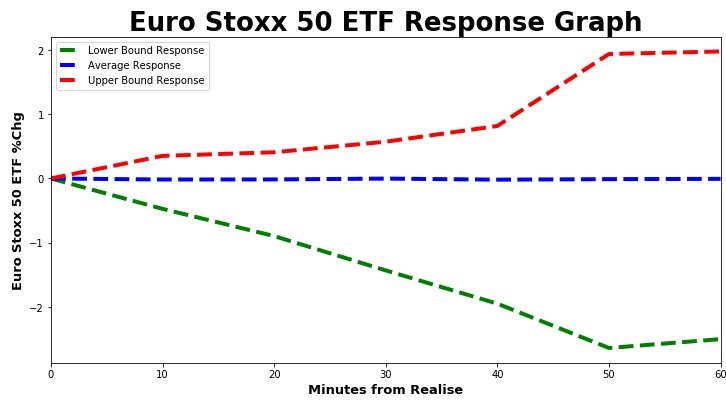 Euro Stoxx 50 ETF Response Graph
Lower Bound Response
Average Response
Upper Bound Response
Euro Stoxx 50 ETF %Chg
2
1
0
−1
−2
0 10 20 30 40 50 60
Minutes from Realise